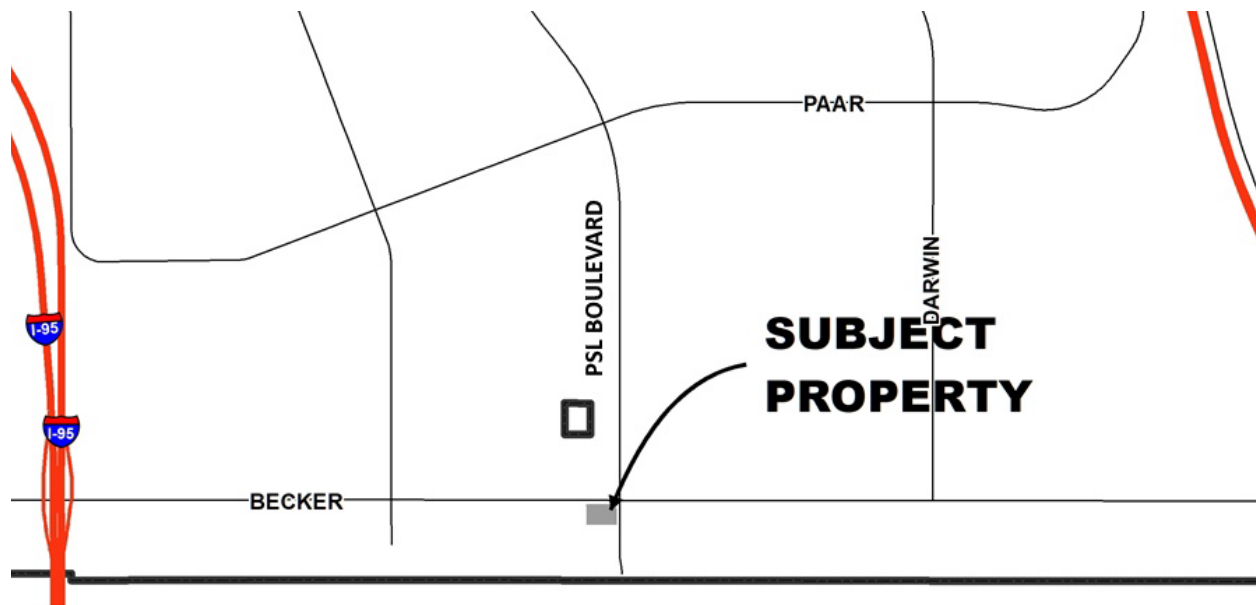 PAAR
PSL BOULEVARD
DARWIN
I-95
SUBJECT
PROPERTY
I-95
BECKER